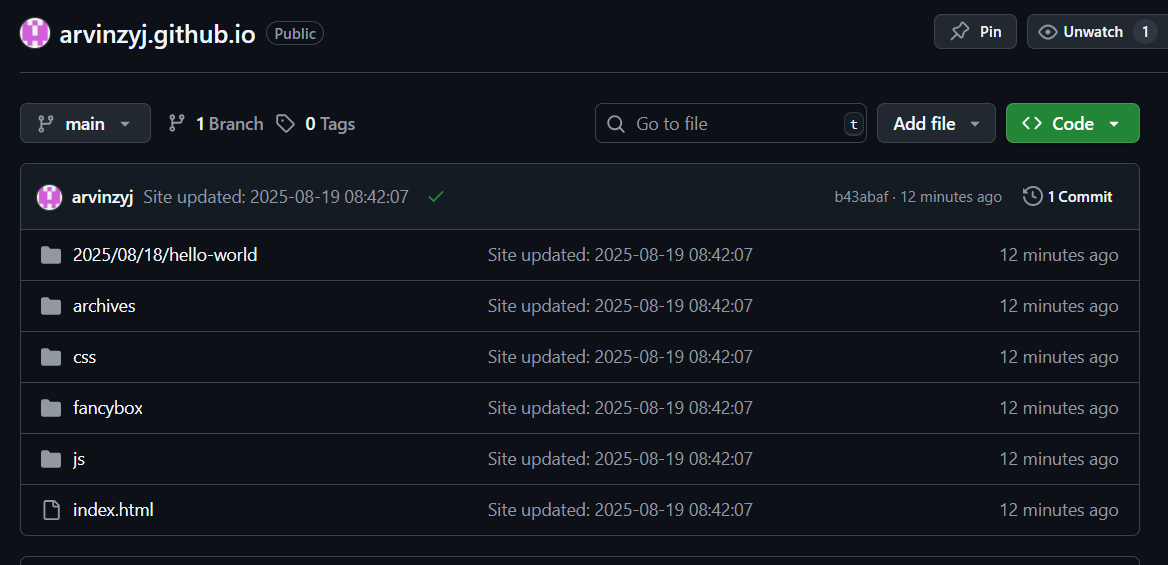 arvinzyj.github.io Public Pin Unwatch 1
main 1 Branch 0 Tags Go to file t Add file Code
arvinzyj Site updated: 2025-08-19 08:42:07 b43abaf · 12 minutes ago 1 Commit
2025/08/18/hello-world Site updated: 2025-08-19 08:42:07 12 minutes ago
archives Site updated: 2025-08-19 08:42:07 12 minutes ago
css Site updated: 2025-08-19 08:42:07 12 minutes ago
fancybox Site updated: 2025-08-19 08:42:07 12 minutes ago
js Site updated: 2025-08-19 08:42:07 12 minutes ago
index.html Site updated: 2025-08-19 08:42:07 12 minutes ago